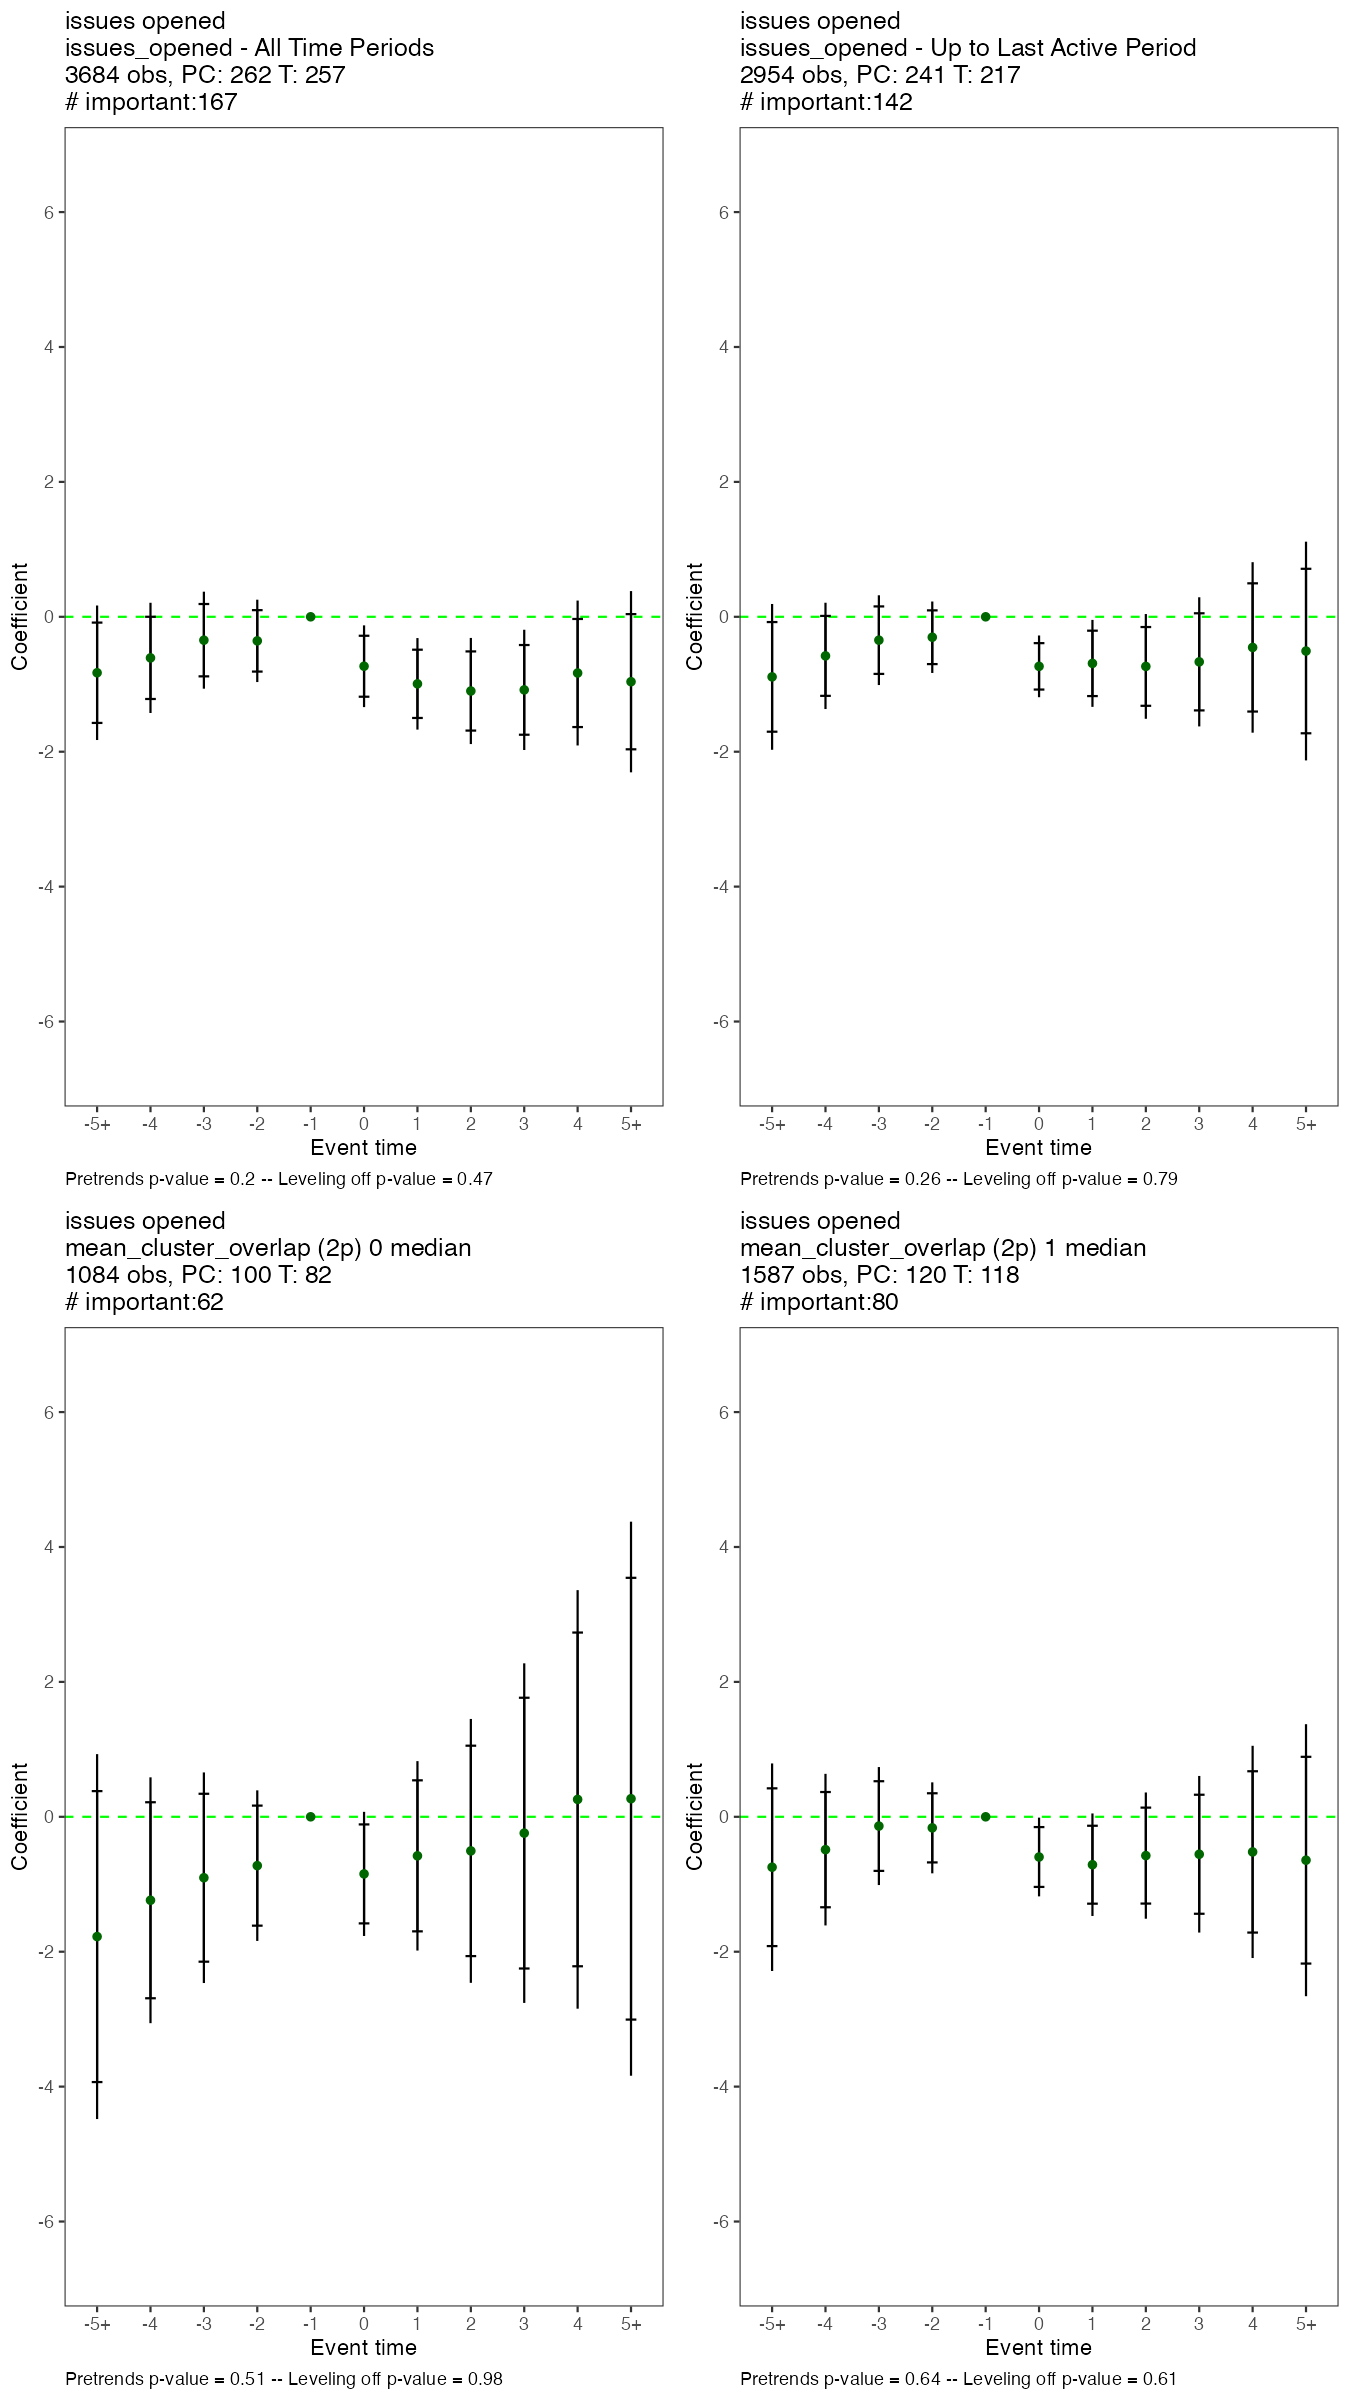 issues opened
issues_opened - All Time Periods
3684 obs, PC: 262 T: 257
# important:167
6
4
2
0
-2
-4
-6
Coefficient
-5+ -4 -3 -2 -1 0 1 2 3 4 5+
Event time
Pretrends p-value = 0.2 -- Leveling off p-value = 0.47
issues opened
issues_opened - Up to Last Active Period
2954 obs, PC: 241 T: 217
# important:142
6
4
2
0
-2
-4
-6
Coefficient
-5+ -4 -3 -2 -1 0 1 2 3 4 5+
Event time
Pretrends p-value = 0.26 -- Leveling off p-value = 0.79
issues opened
mean_cluster_overlap (2p) 0 median
1084 obs, PC: 100 T: 82
# important:62
6
4
2
0
-2
-4
-6
Coefficient
-5+ -4 -3 -2 -1 0 1 2 3 4 5+
Event time
Pretrends p-value = 0.51 -- Leveling off p-value = 0.98
issues opened
mean_cluster_overlap (2p) 1 median
1587 obs, PC: 120 T: 118
# important:80
6
4
2
0
-2
-4
-6
Coefficient
-5+ -4 -3 -2 -1 0 1 2 3 4 5+
Event time
Pretrends p-value = 0.64 -- Leveling off p-value = 0.61